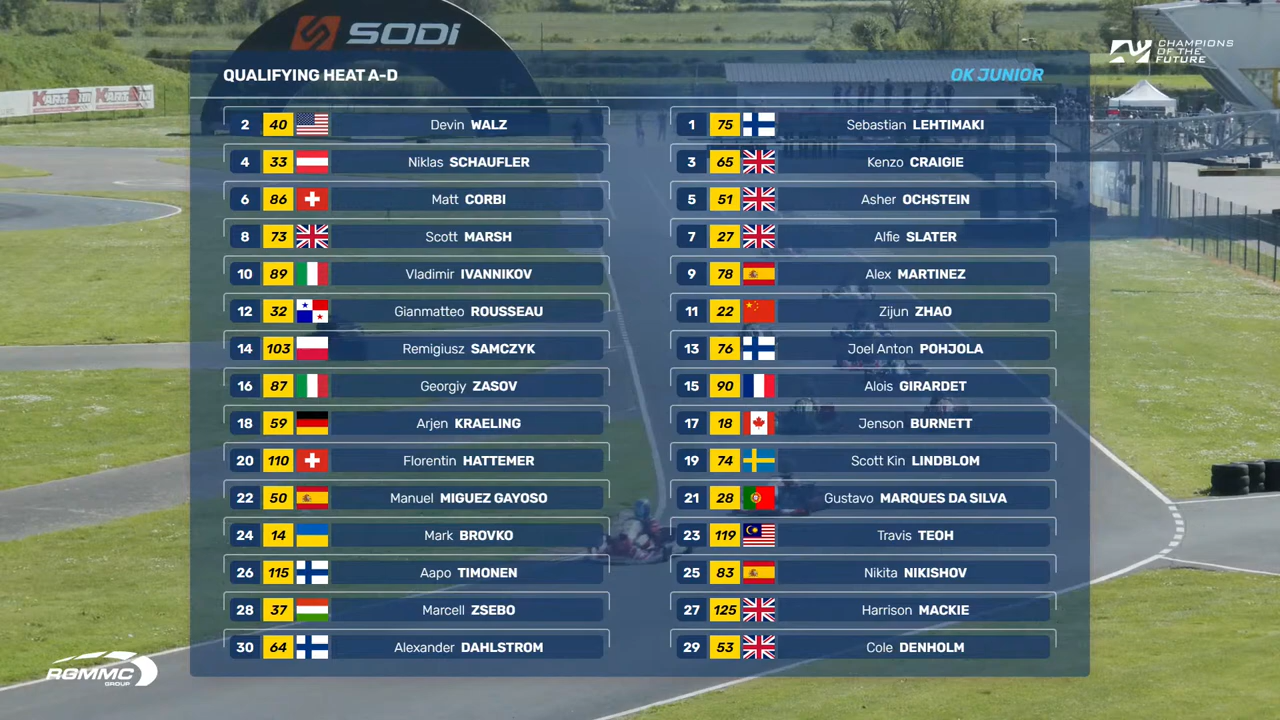 SODI
CHAMPIONS
OF THE
FUTURE
QUALIFYING HEAT A-D
OK JUNIOR
2 40 Devin WALZ
1 75 Sebastian LEHTIMAKI
4 33 Niklas SCHAUFLER
3 65 Kenzo CRAIGIE
6 86 Matt CORBI
5 51 Asher OCHSTEIN
8 73 Scott MARSH
7 27 Alfie SLATER
10 89 Vladimir IVANNIKOV
9 78 Alex MARTINEZ
12 32 Gianmatteo ROUSSEAU
11 22 Zijun ZHAO
14 103 Remigiusz SAMCZYK
13 76 Joel Anton POHJOLA
16 87 Georgiy ZASOV
15 90 Alois GIRARDET
18 59 Arjen KRAELING
17 18 Jenson BURNETT
20 110 Florentin HATTEMER
19 74 Scott Kin LINDBLOM
22 50 Manuel MIGUEZ GAYOSO
21 28 Gustavo MARQUES DA SILVA
24 14 Mark BROVKO
23 119 Travis TEOH
26 115 Aapo TIMONEN
25 83 Nikita NIKISHOV
28 37 Marcell ZSEBO
27 125 Harrison MACKIE
30 64 Alexander DAHLSTROM
29 53 Cole DENHOLM
RGMMC
GROUP